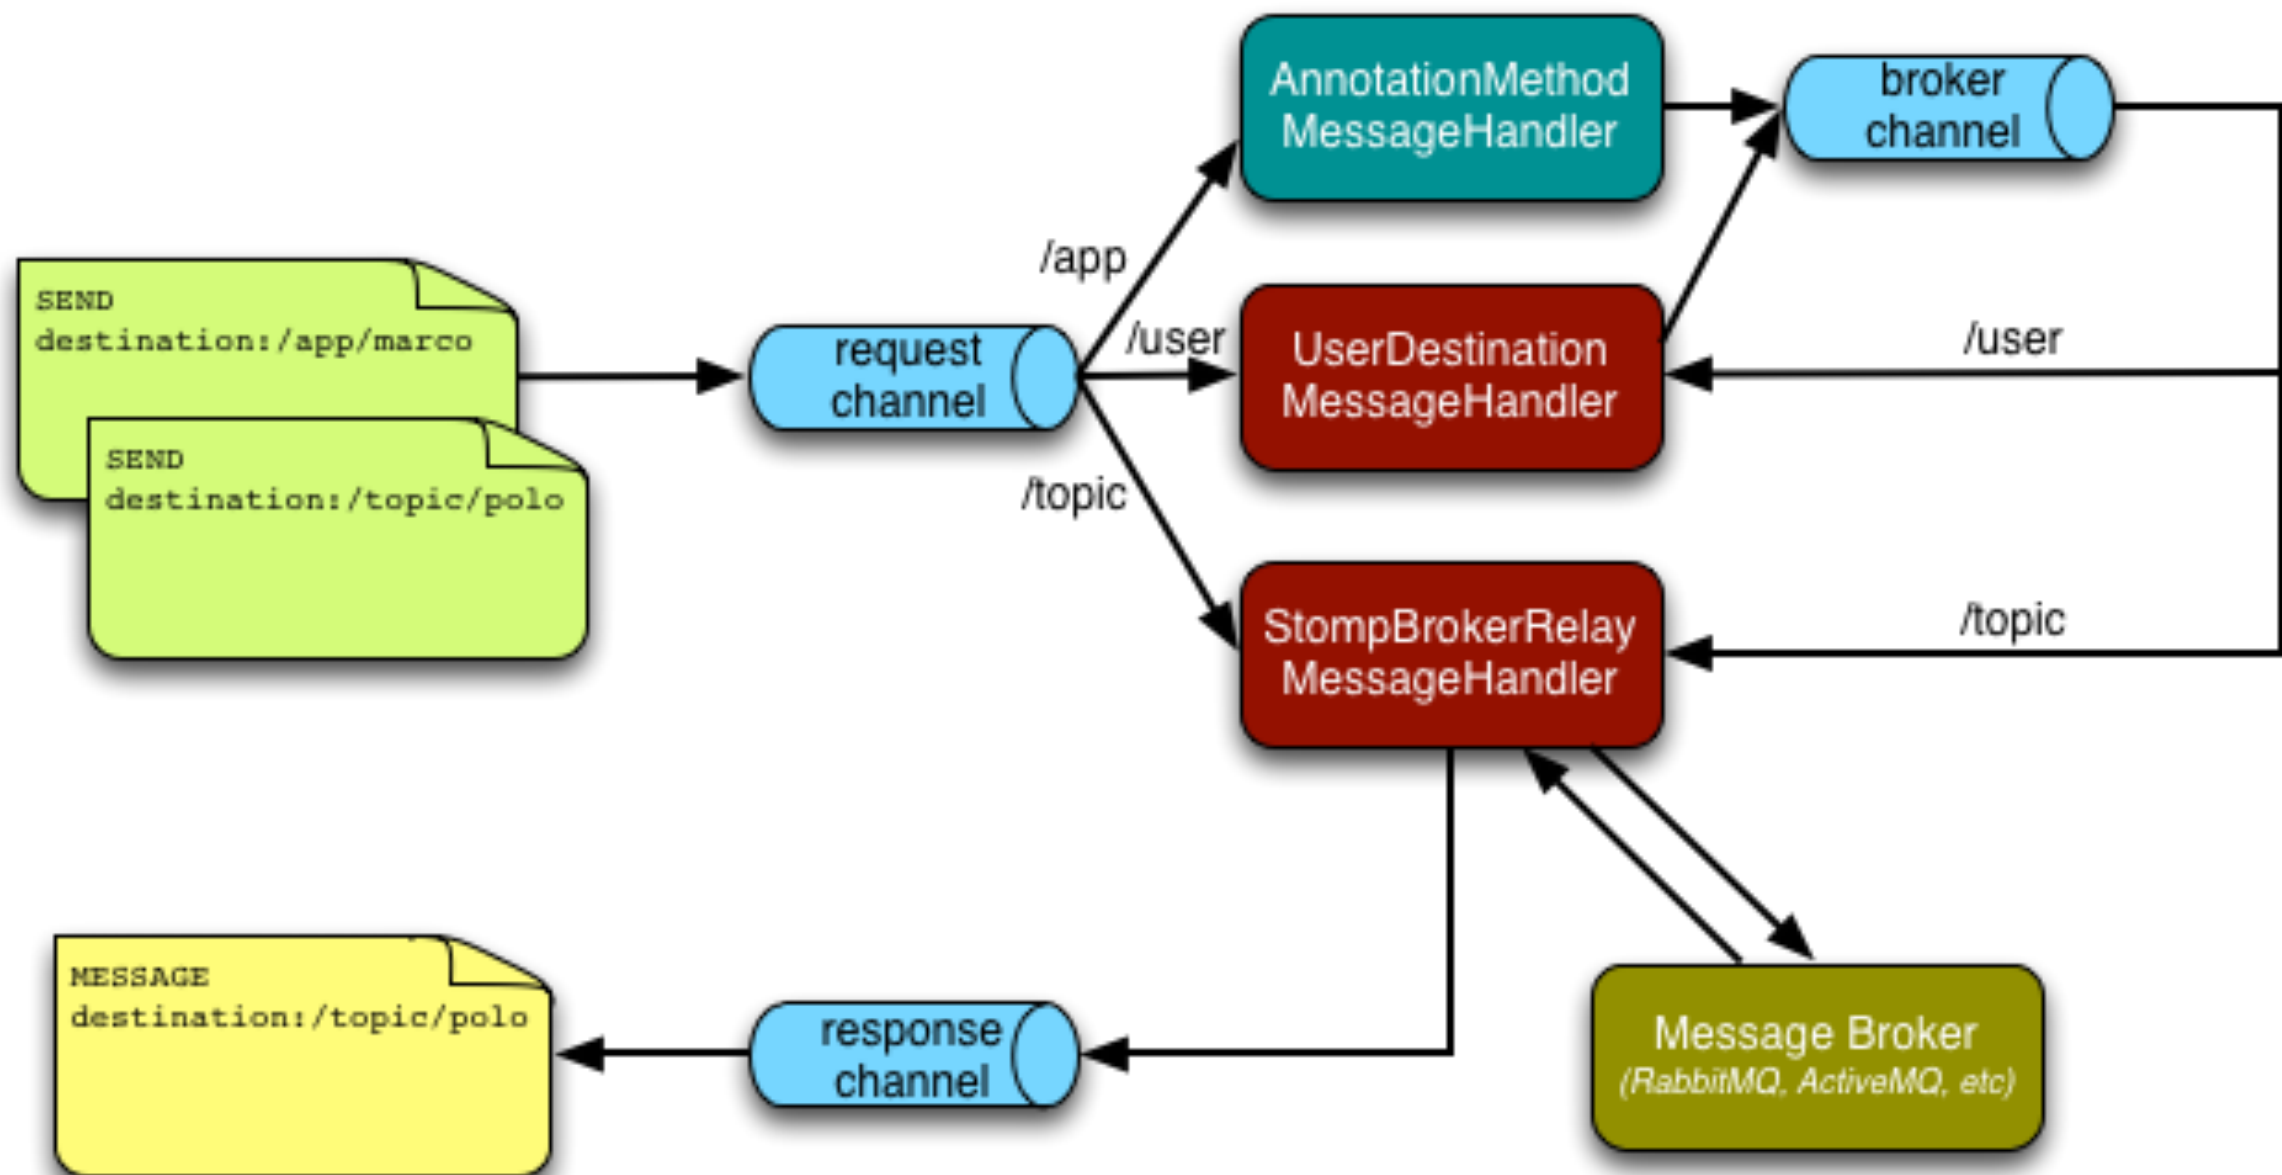 AnnotationMethod
MessageHandler
broker
channel
/app
SEND
destination:/app/marco
/user
request
channel
UserDestination
MessageHandler
/user
SEND
destination:/topic/polo
/topic
StompBrokerRelay
MessageHandler
/topic
MESSAGE
destination:/topic/polo
response
channel
Message Broker
(RabbitMQ, ActiveMQ, etc)